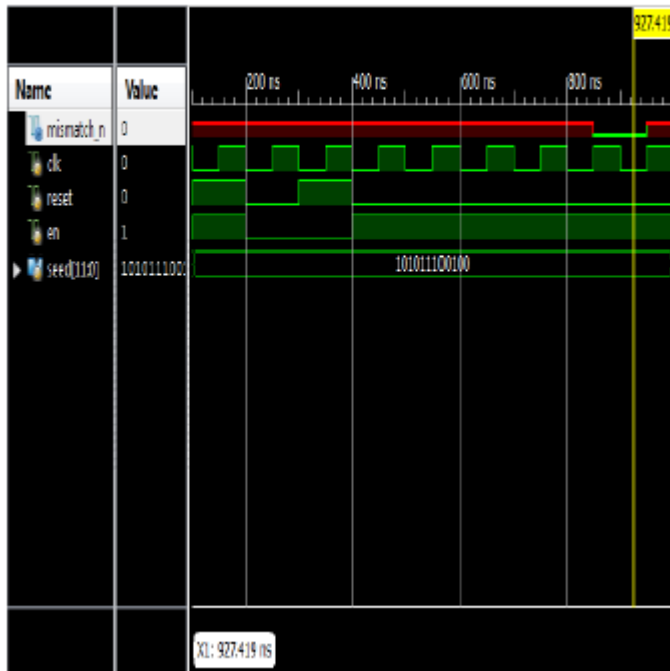 927.419
Name Value
200 ns 400 ns 600 ns 800 ns
mismatch_n 0
clk 0
reset 0
en 1
seed[11:0] 101011100 101011100100
X1: 927.419 ns